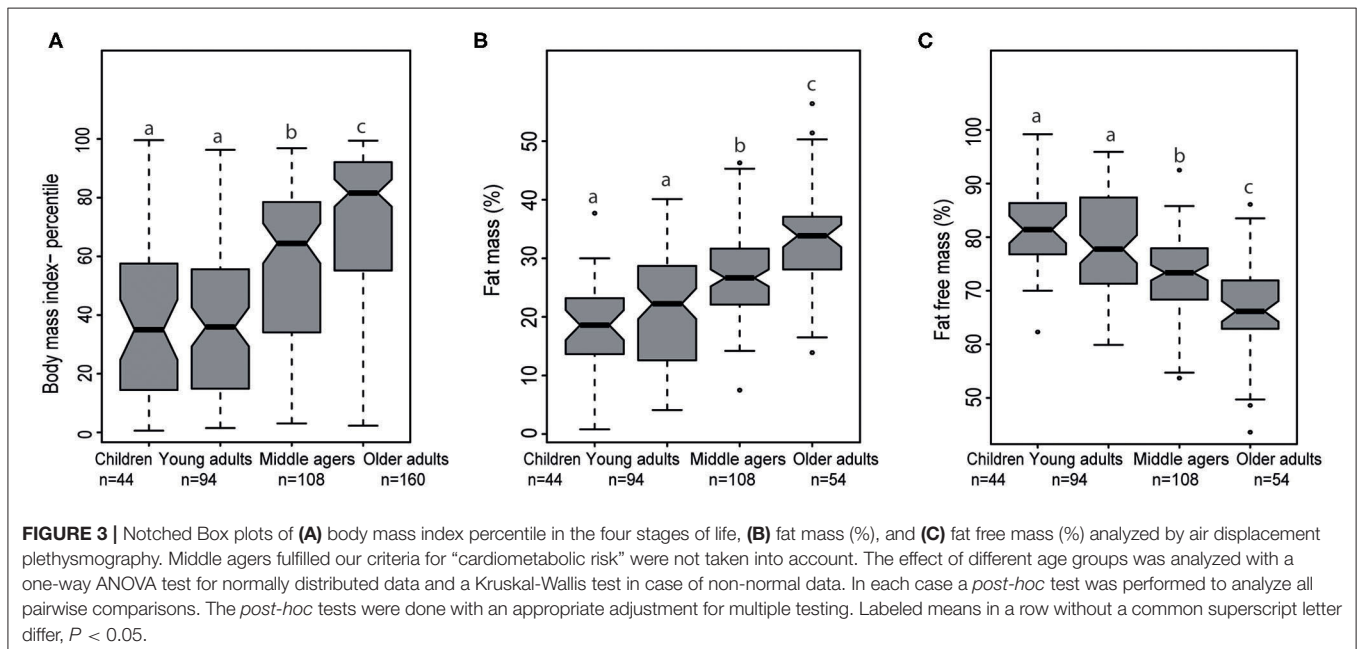 A
Body mass index- percentile
100
80
60
40
20
0
a
a
b
c
Children Young adults Middle agers Older adults
n=44 n=94 n=108 n=160
B
Fat mass (%)
50
40
30
20
10
0
a
a
b
c
Children Young adults Middle agers Older adults
n=44 n=94 n=108 n=54
C
Fat free mass (%)
100
90
80
70
60
50
a
a
b
c
Children Young adults Middle agers Older adults
n=44 n=94 n=108 n=54
FIGURE 3 | Notched Box plots of (A) body mass index percentile in the four stages of life, (B) fat mass (%), and (C) fat free mass (%) analyzed by air displacement
plethysmography. Middle agers fulfilled our criteria for “cardiometabolic risk” were not taken into account. The effect of different age groups was analyzed with a
one-way ANOVA test for normally distributed data and a Kruskal-Wallis test in case of non-normal data. In each case a post-hoc test was performed to analyze all
pairwise comparisons. The post-hoc tests were done with an appropriate adjustment for multiple testing. Labeled means in a row without a common superscript letter
differ, P < 0.05.